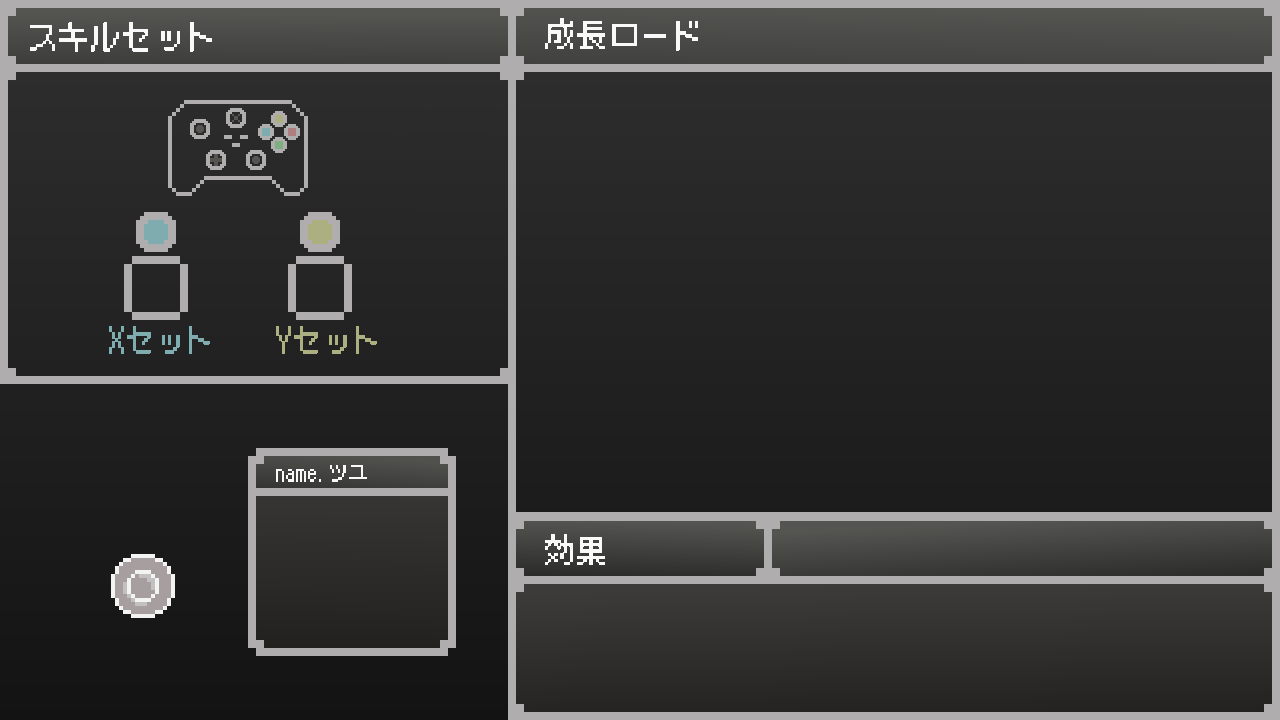 スキルセット
成長ロード
Xセット
Yセット
name. ツユ
効果